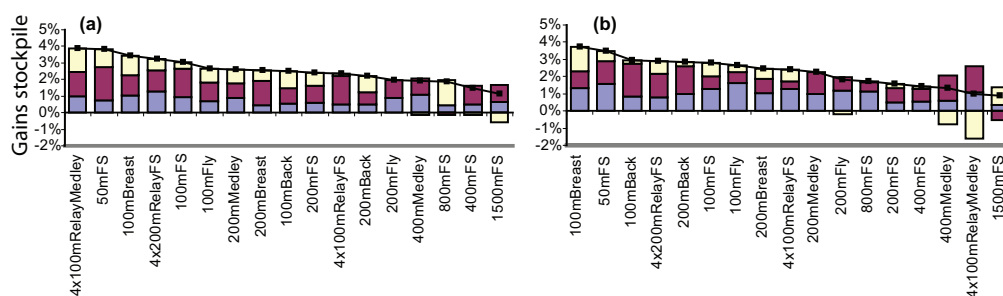 (a)
(b)
Gains stockpile
5%
4%
3%
2%
1%
0%
-1%
-2%
4x100mRelayMedley
50mFS
100mBreast
4x200mRelayFS
100mFS
100mFly
200mMedley
200mBreast
100mBack
200mFS
4x100mRelayFS
200mBack
200mFly
400mMedley
800mFS
400mFS
1500mFS
5%
4%
3%
2%
1%
0%
-1%
-2%
100mBreast
50mFS
100mBack
4x200mRelayFS
200mBack
100mFS
100mFly
200mBreast
4x100mRelayFS
200mMedley
200mFly
800mFS
200mFS
400mFS
400mMedley
4x100mRelayMedley
1500mFS